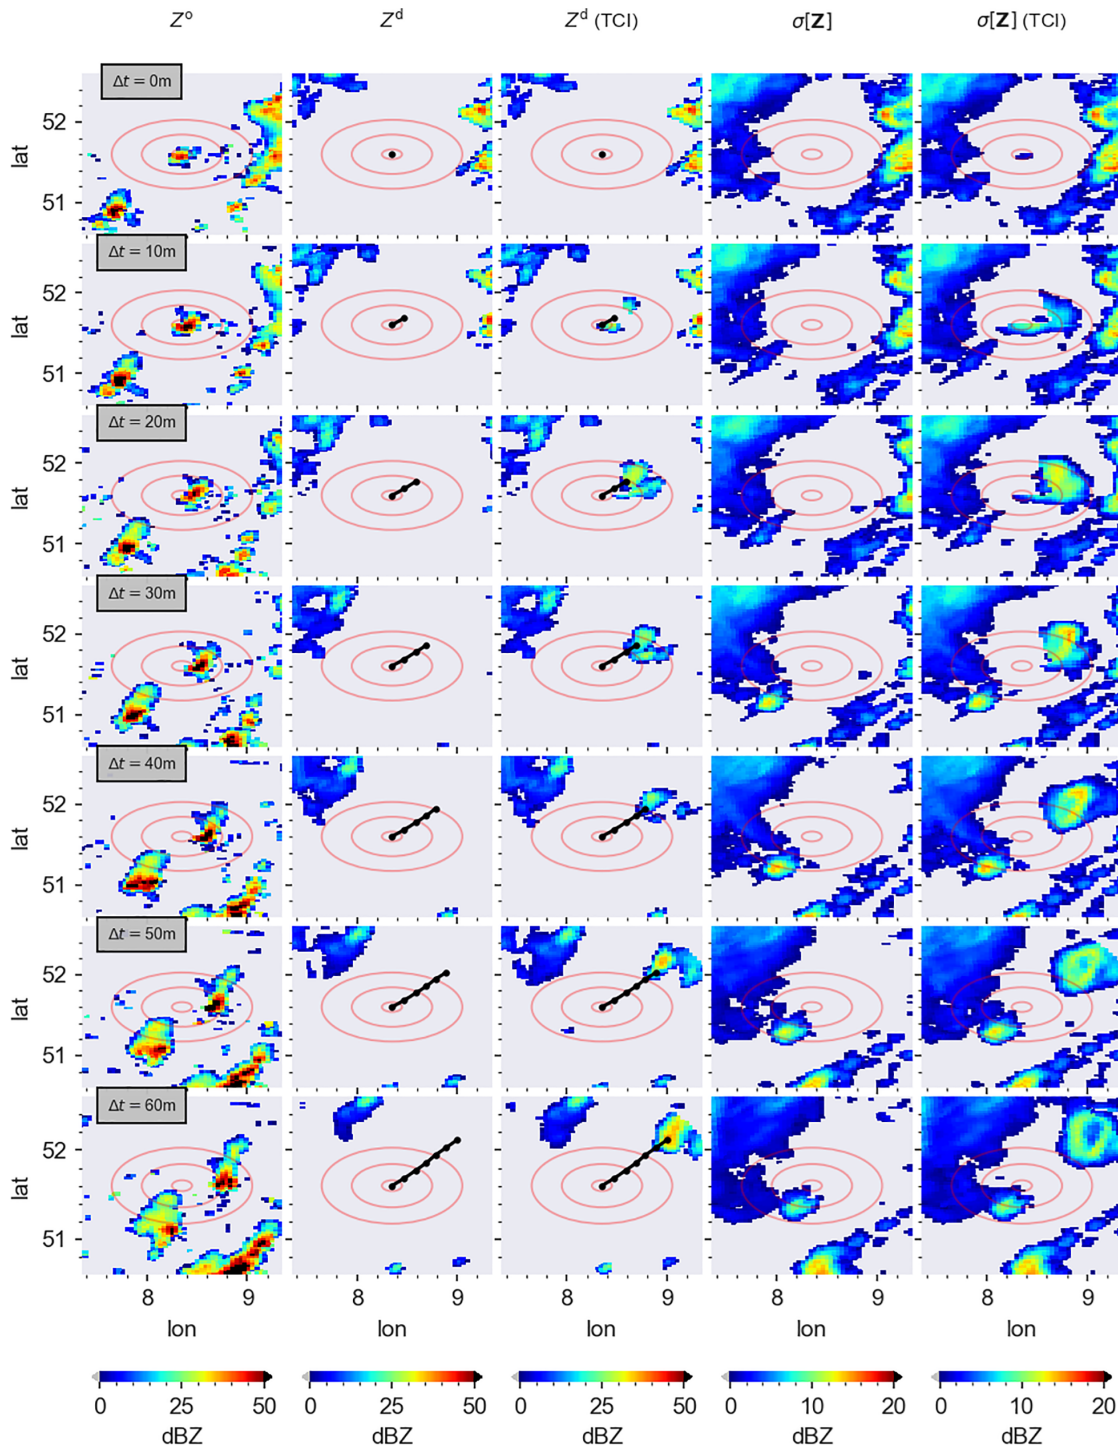 Zᵒ Zᵈ Zᵈ (TCI) σ[Z] σ[Z] (TCI)
Δt = 0m
52
lat
51
Δt = 10m
52
lat
51
Δt = 20m
52
lat
51
Δt = 30m
52
lat
51
Δt = 40m
52
lat
51
Δt = 50m
52
lat
51
Δt = 60m
52
lat
51
8 9 8 9 8 9 8 9 8 9
lon lon lon lon lon
0 25 50 0 25 50 0 25 50 0 10 20 0 10 20
dBZ dBZ dBZ dBZ dBZ